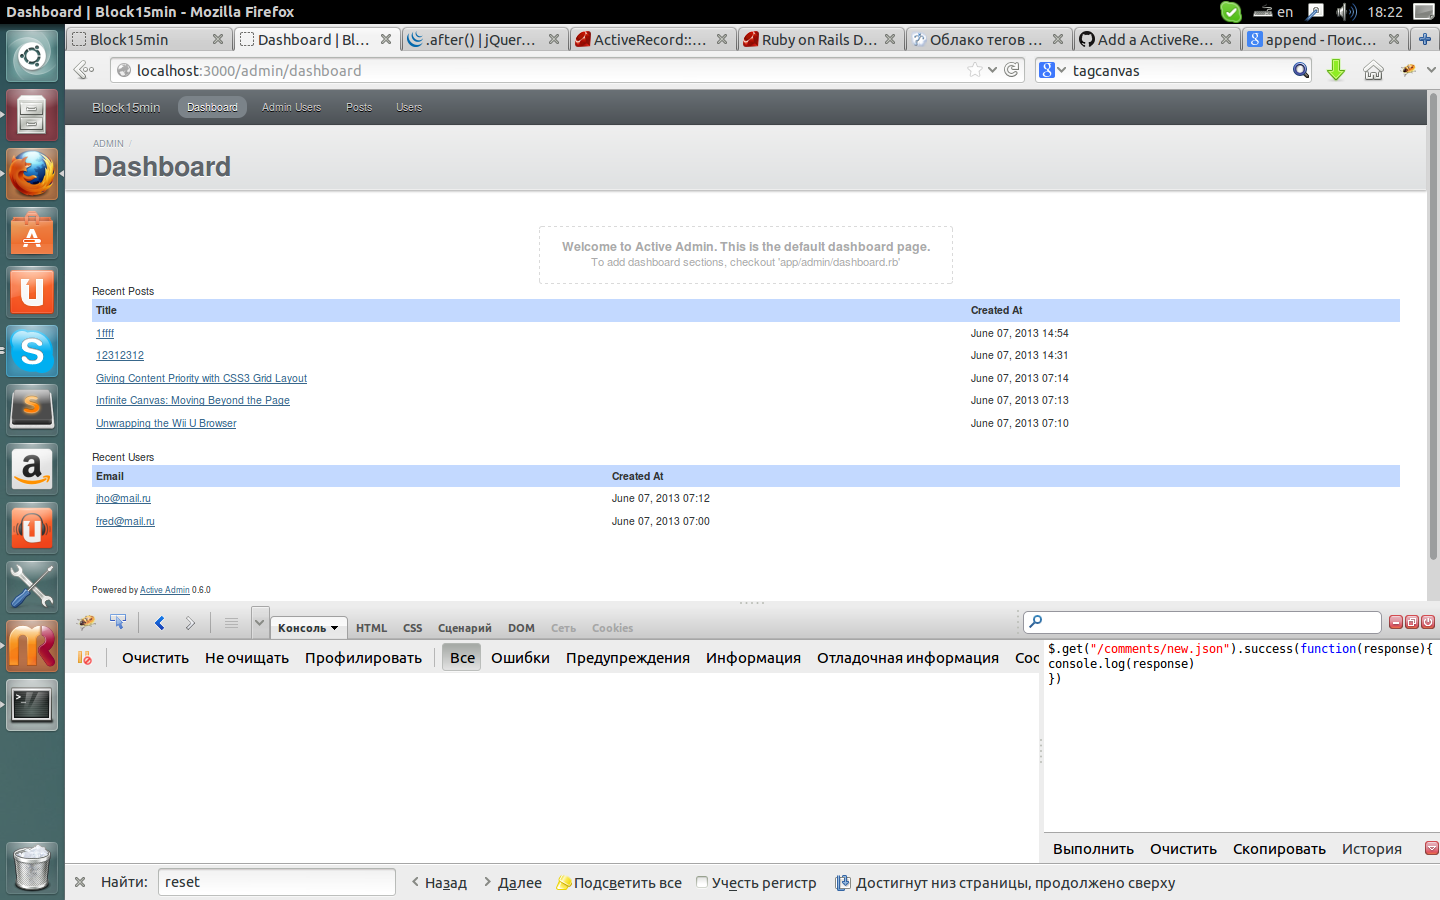 Dashboard | Block15min - Mozilla Firefox
en
18:22
Block15min
Dashboard | Bl...
.after() | jQuer...
ActiveRecord::...
Ruby on Rails D...
Облако тегов ...
Add a ActiveRe...
append - Поис...
localhost:3000/admin/dashboard
tagcanvas
Block15min
Dashboard
Admin Users
Posts
Users
ADMIN /
Dashboard
Welcome to Active Admin. This is the default dashboard page.
To add dashboard sections, checkout 'app/admin/dashboard.rb'
Recent Posts
Title Created At
1ffff June 07, 2013 14:54
12312312 June 07, 2013 14:31
Giving Content Priority with CSS3 Grid Layout June 07, 2013 07:14
Infinite Canvas: Moving Beyond the Page June 07, 2013 07:13
Unwrapping the Wii U Browser June 07, 2013 07:10
Recent Users
Email Created At
jho@mail.ru June 07, 2013 07:12
fred@mail.ru June 07, 2013 07:00
Powered by Active Admin 0.6.0
Консоль HTML CSS Сценарий DOM Сеть Cookies
Очистить Не очищать Профилировать Все Ошибки Предупреждения Информация Отладочная информация Coc
$.get("/comments/new.json").success(function(response){
console.log(response)
})
Выполнить Очистить Скопировать История
Найти: reset Назад Далее Подсветить все Учесть регистр Достигнут низ страницы, продолжено сверху